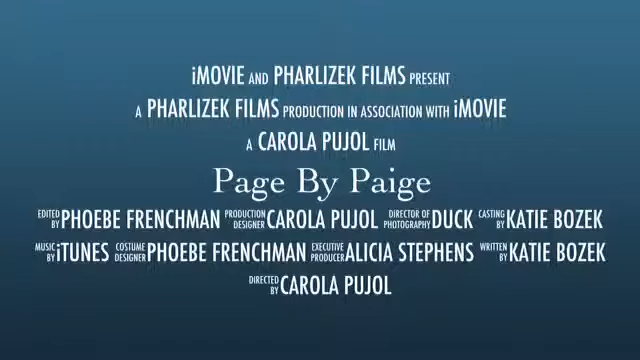 iMOVIE AND PHARLIZEK FILMS PRESENT
A PHARLIZEK FILMS PRODUCTION IN ASSOCIATION WITH iMOVIE
A CAROLA PUJOL FILM
Page By Paige
EDITED BY PHOEBE FRENCHMAN PRODUCTION DESIGNER CAROLA PUJOL DIRECTOR OF PHOTOGRAPHY DUCK CASTING BY KATIE BOZEK
MUSIC BY iTUNES COSTUME DESIGNER PHOEBE FRENCHMAN EXECUTIVE PRODUCER ALICIA STEPHENS WRITTEN BY KATIE BOZEK
DIRECTED BY CAROLA PUJOL